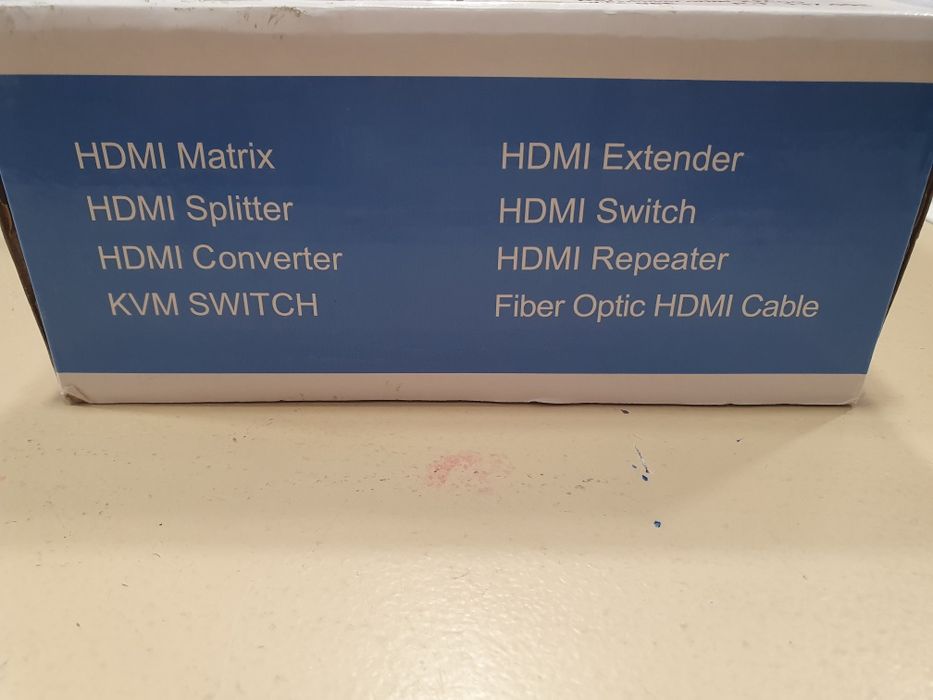 HDMI Matrix
HDMI Splitter
HDMI Converter
KVM SWITCH
HDMI Extender
HDMI Switch
HDMI Repeater
Fiber Optic HDMI Cable